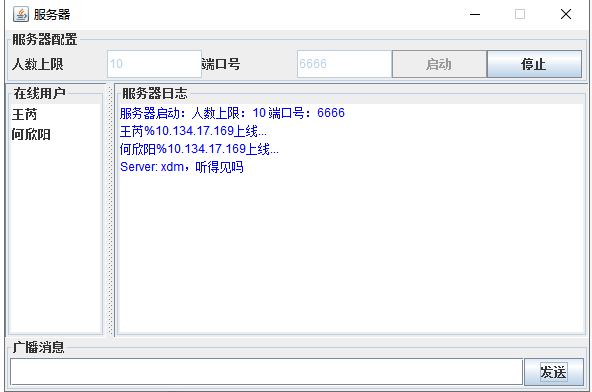 服务器
服务器配置
人数上限 10 端口号 6666 启动 停止
在线用户
王芮
何欣阳
服务器日志
服务器启动：人数上限：10 端口号：6666
王芮%10.134.17.169上线...
何欣阳%10.134.17.169上线...
Server: xdm，听得见吗
广播消息
发送